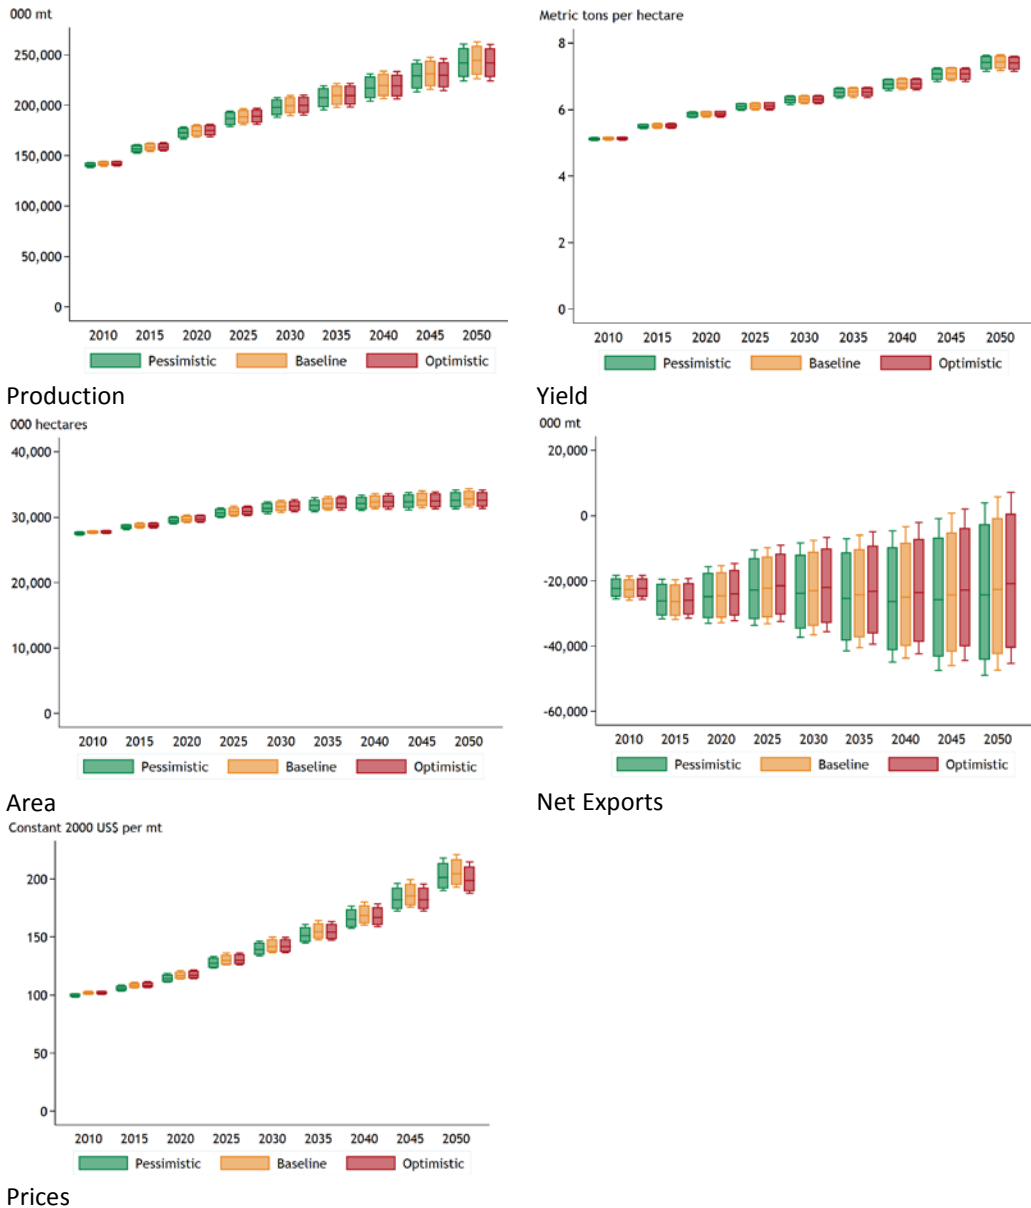 000 mt
250,000
200,000
150,000
100,000
50,000
0
2010 2015 2020 2025 2030 2035 2040 2045 2050
Pessimistic Baseline Optimistic
Production
Metric tons per hectare
8
6
4
2
0
2010 2015 2020 2025 2030 2035 2040 2045 2050
Pessimistic Baseline Optimistic
Yield
000 hectares
40,000
30,000
20,000
10,000
0
2010 2015 2020 2025 2030 2035 2040 2045 2050
Pessimistic Baseline Optimistic
Area
000 mt
20,000
0
-20,000
-40,000
-60,000
2010 2015 2020 2025 2030 2035 2040 2045 2050
Pessimistic Baseline Optimistic
Net Exports
Constant 2000 US$ per mt
200
150
100
50
0
2010 2015 2020 2025 2030 2035 2040 2045 2050
Pessimistic Baseline Optimistic
Prices